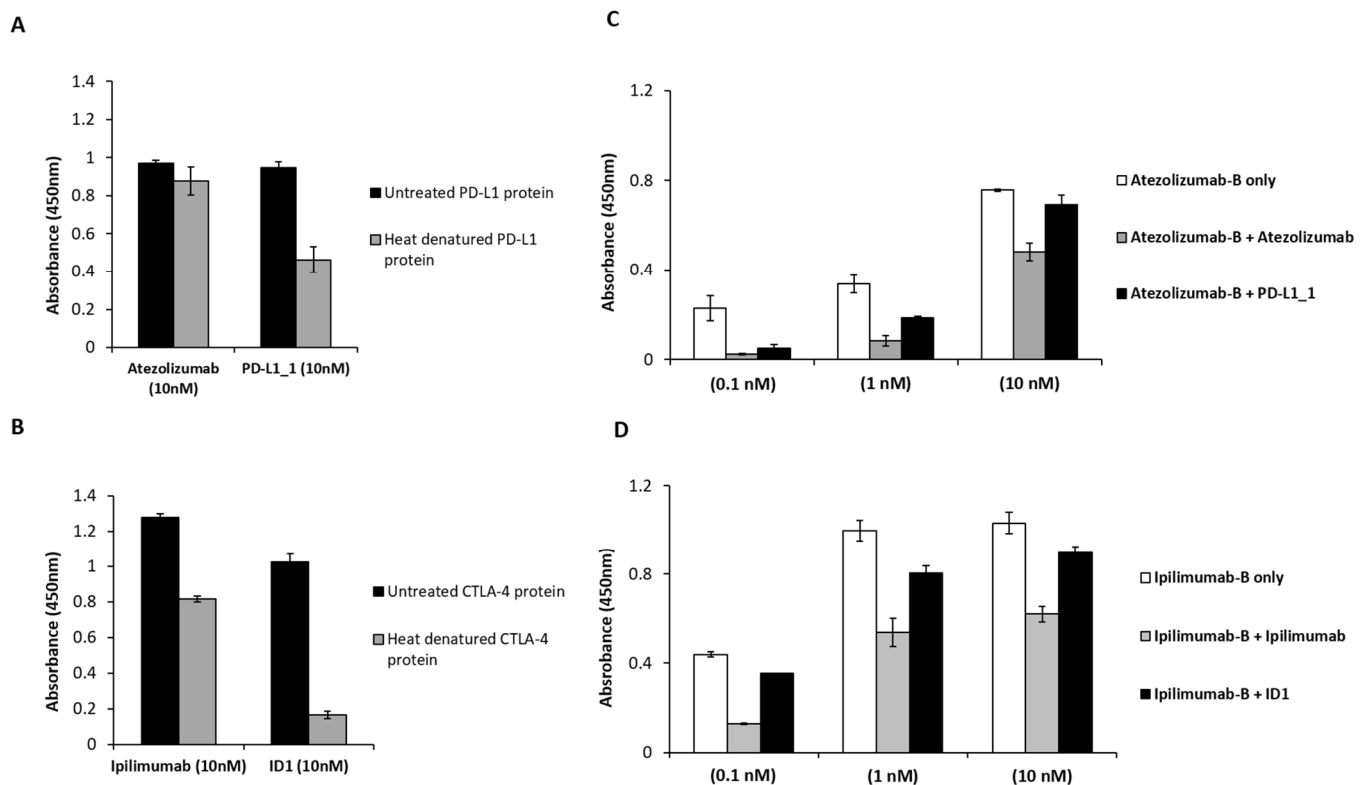 A
1.4
1.2
1
0.8
0.6
0.4
0.2
0
Absorbance (450nm)
Atezolizumab
(10nM)
PD-L1_1 (10nM)
Untreated PD-L1 protein
Heat denatured PD-L1
protein
B
1.4
1.2
1
0.8
0.6
0.4
0.2
0
Absorbance (450nm)
Ipilimumab (10nM)
ID1 (10nM)
Untreated CTLA-4 protein
Heat denatured CTLA-4
protein
C
1.2
0.8
0.4
0
Absorbance (450nm)
(0.1 nM)
(1 nM)
(10 nM)
Atezolizumab-B only
Atezolizumab-B + Atezolizumab
Atezolizumab-B + PD-L1_1
D
1.2
0.8
0.4
0
Absrobance (450nm)
(0.1 nM)
(1 nM)
(10 nM)
Ipilimumab-B only
Ipilimumab-B + Ipilimumab
Ipilimumab-B + ID1